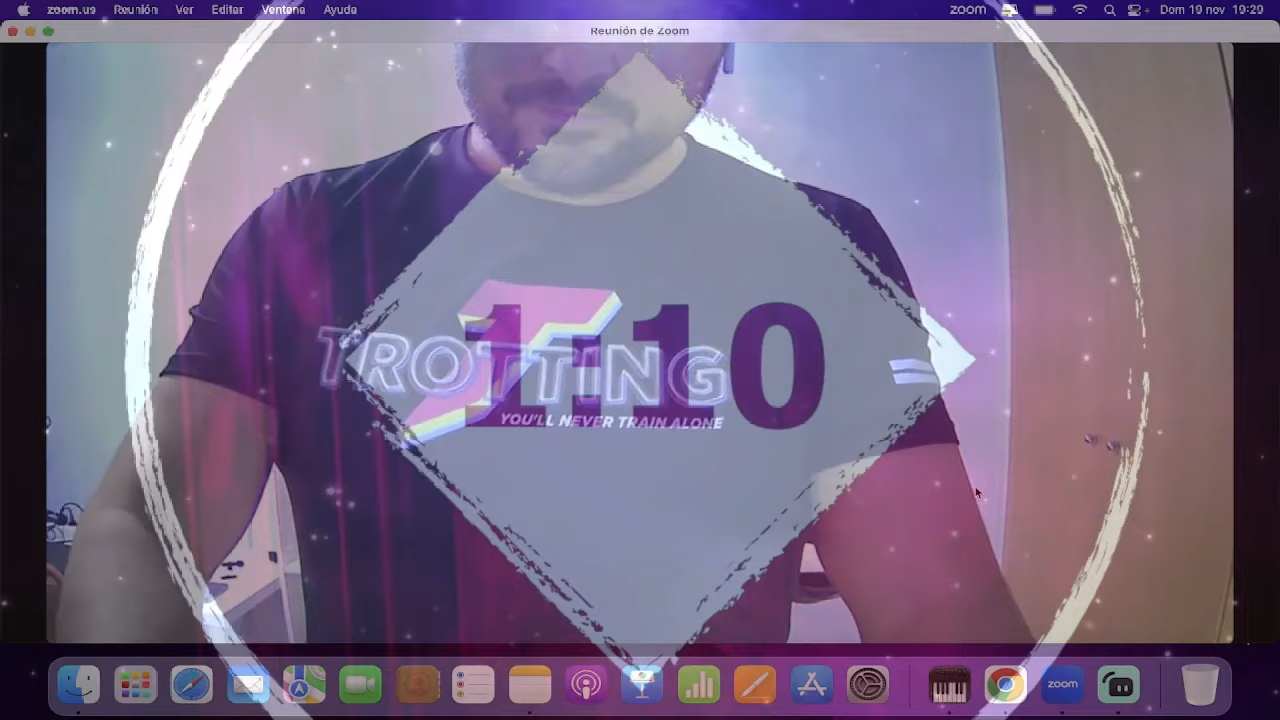 zoom.us Reunión Ver Editar Ventana Ayuda zoom Dom 19 nov 19:29
Reunión de Zoom
1:10
TROTTING
YOU'LL NEVER TRAIN ALONE
zoom